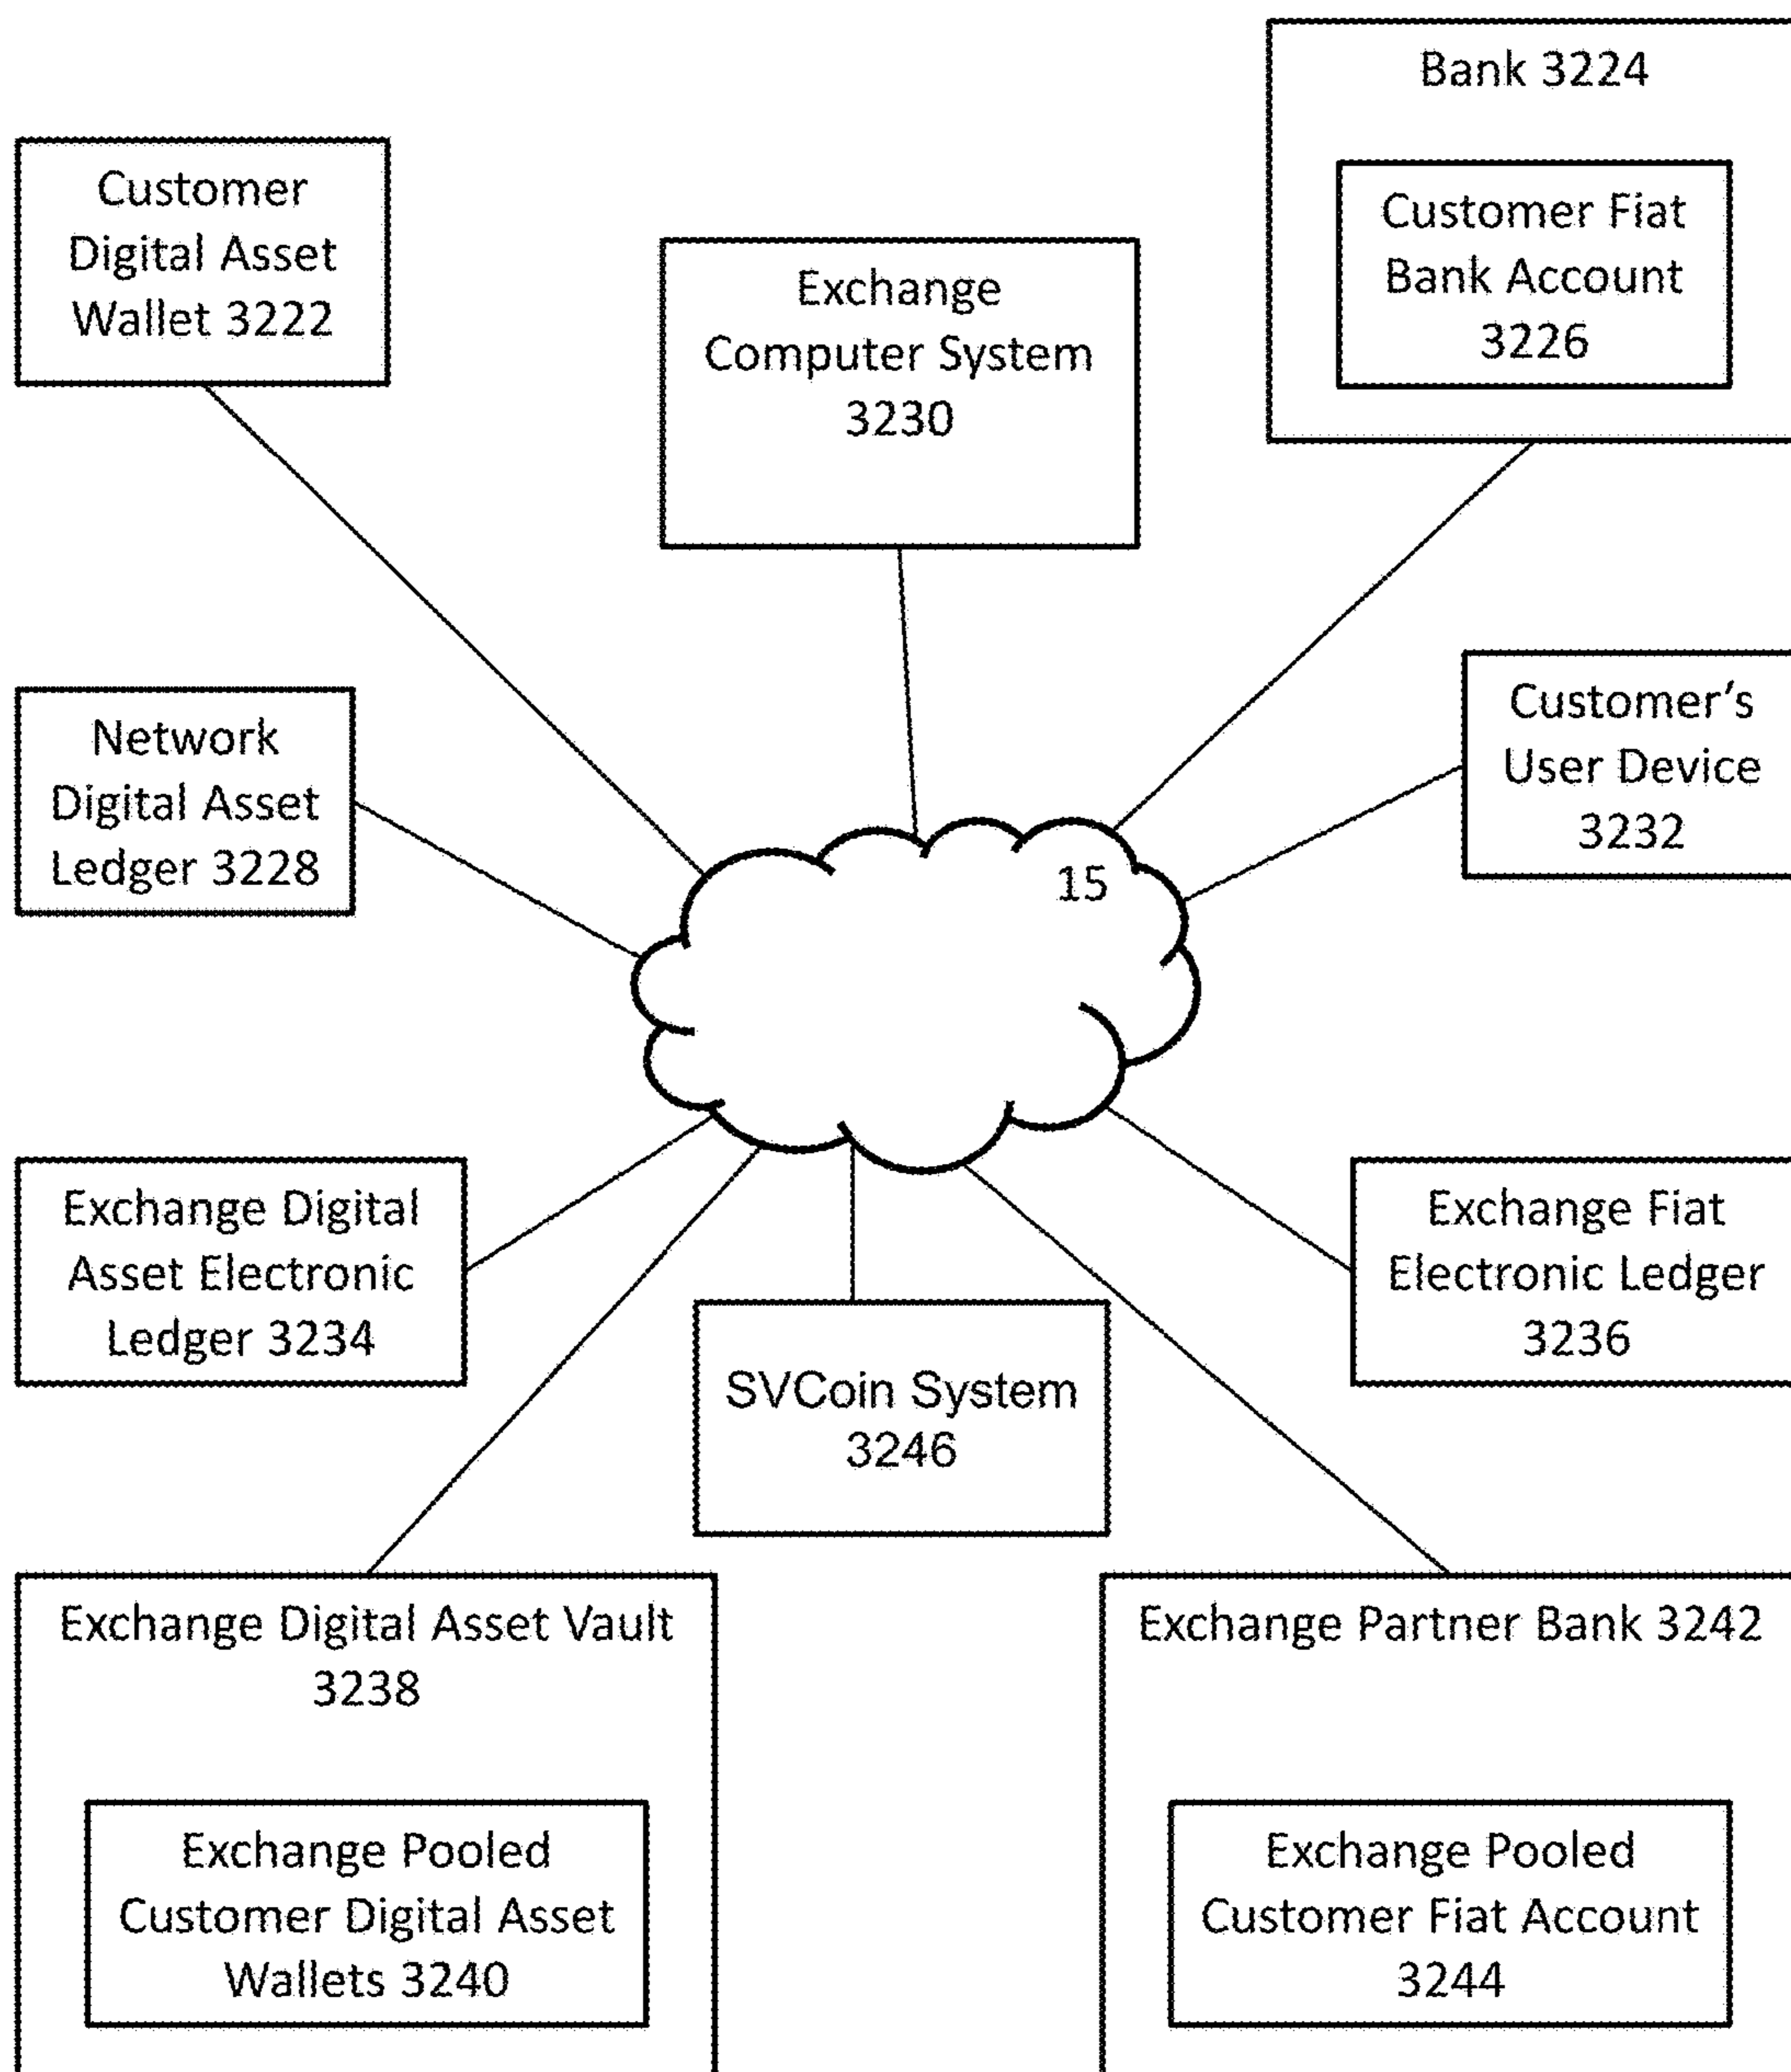 Bank 3224
Customer
Digital Asset
Wallet 3222
Customer Fiat
Bank Account
3226
Exchange
Computer System
3230
Network
Digital Asset
Ledger 3228
Customer's
User Device
3232
15
Exchange Digital
Asset Electronic
Ledger 3234
Exchange Fiat
Electronic Ledger
3236
SVCoin System
3246
Exchange Digital Asset Vault
3238
Exchange Partner Bank 3242
Exchange Pooled
Customer Digital Asset
Wallets 3240
Exchange Pooled
Customer Fiat Account
3244